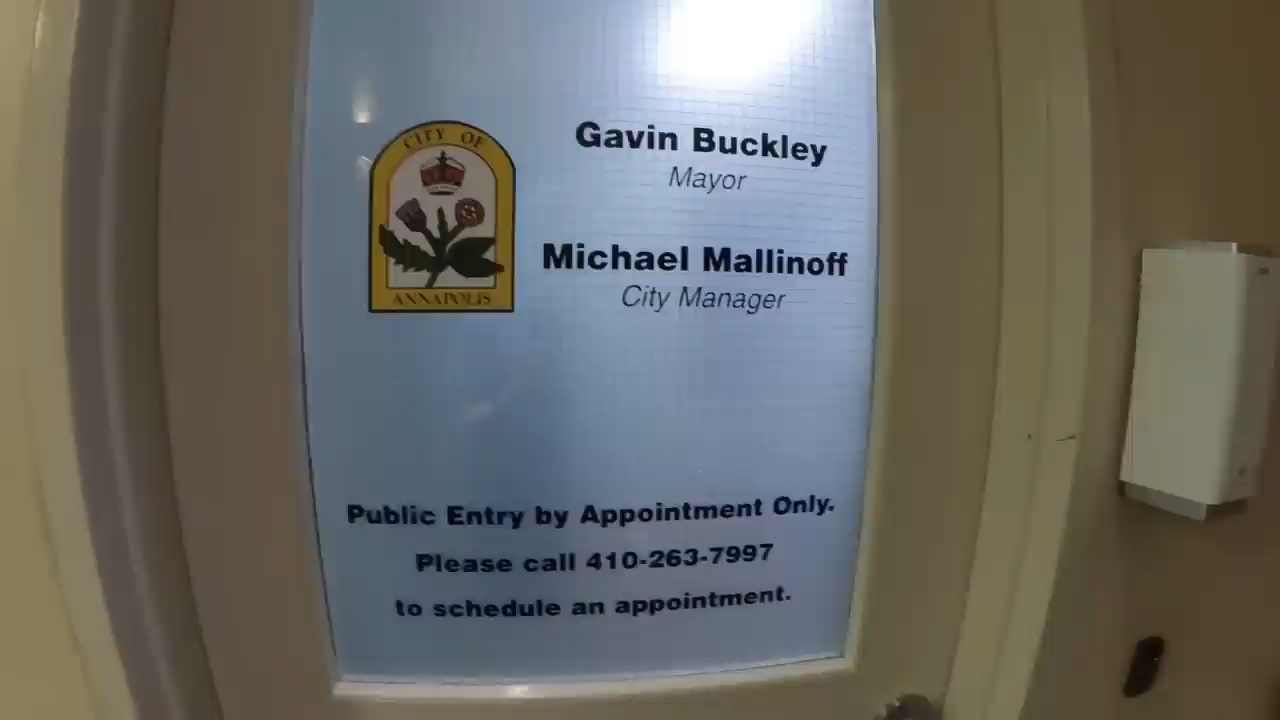 CITY OF
ANNAPOLIS
Gavin Buckley
Mayor
Michael Mallinoff
City Manager
Public Entry by Appointment Only.
Please call 410-263-7997
to schedule an appointment.